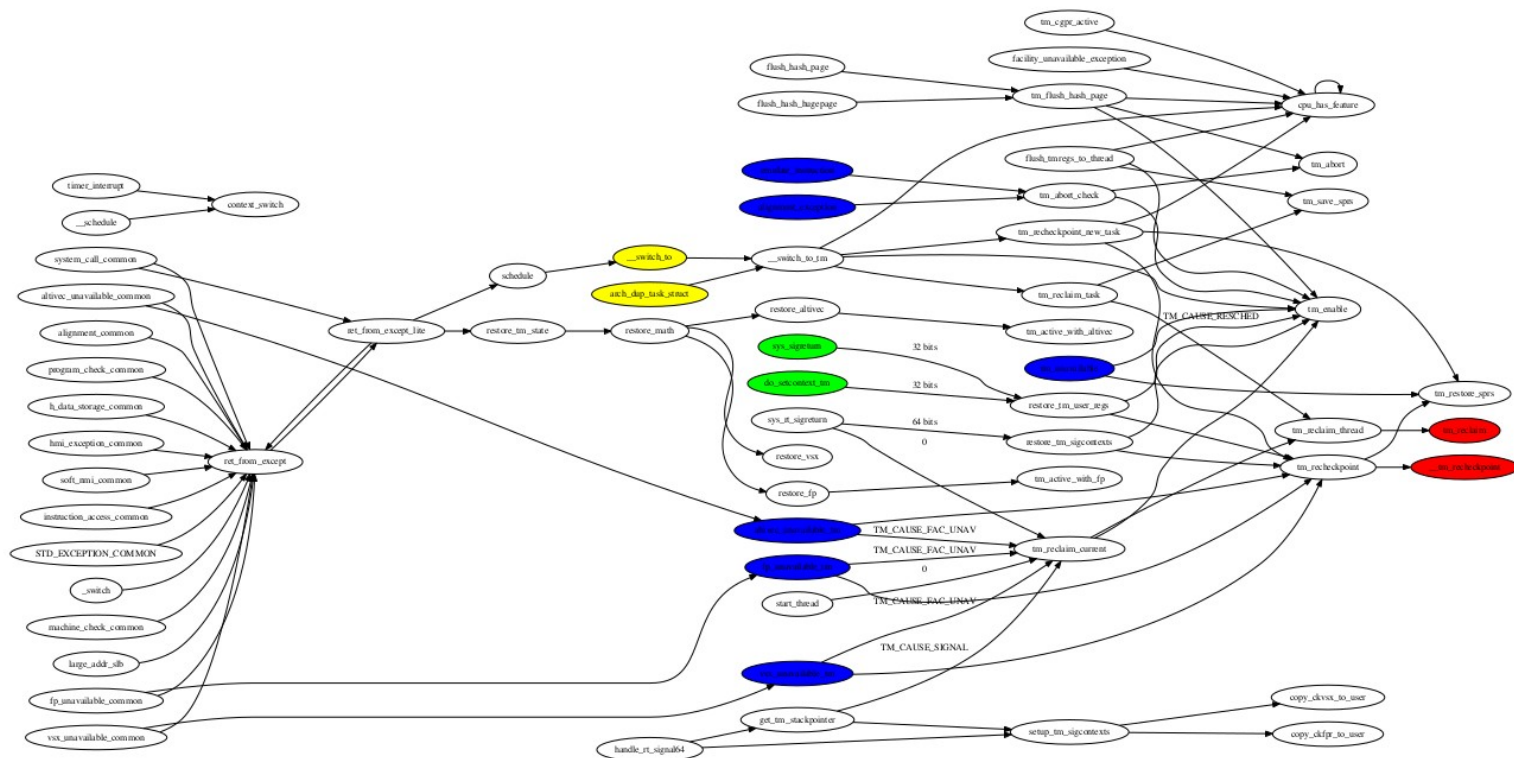 tm_cgpr_active
facility_unavailable_exception
flush_hash_page
tm_flush_hash_page
cpu_has_feature
flush_hash_hugepage
flush_tmregs_to_thread
tm_abort
timer_interrupt
context_switch
tm_abort_check
tm_save_sprs
__schedule
tm_recheckpoint_new_task
system_call_common
schedule
__switch_to
__switch_to_tm
altivec_unavailable_common
arch_dup_task_struct
tm_reclaim_task
restore_altivec
tm_enable
TM_CAUSE_RESCHED
alignment_common
ret_from_except_lite
restore_tm_state
restore_math
tm_active_with_altivec
sys_sigreturn
32 bits
program_check_common
do_setcontext_tm
32 bits
tm_restore_sprs
h_data_storage_common
restore_tm_user_regs
sys_rt_sigreturn
64 bits
tm_reclaim_thread
hmi_exception_common
0
restore_tm_sigcontexts
ret_from_except
restore_vsx
tm_recheckpoint
__tm_recheckpoint
soft_nmi_common
tm_active_with_fp
restore_fp
instruction_access_common
TM_CAUSE_FAC_UNAV
STD_EXCEPTION_COMMON
TM_CAUSE_FAC_UNAV
tm_reclaim_current
0
_switch
start_thread
TM_CAUSE_FAC_UNAV
machine_check_common
TM_CAUSE_SIGNAL
large_addr_slb
fp_unavailable_common
copy_ckvsx_to_user
get_tm_stackpointer
vsx_unavailable_common
setup_tm_sigcontexts
copy_ckfpr_to_user
handle_rt_signal64